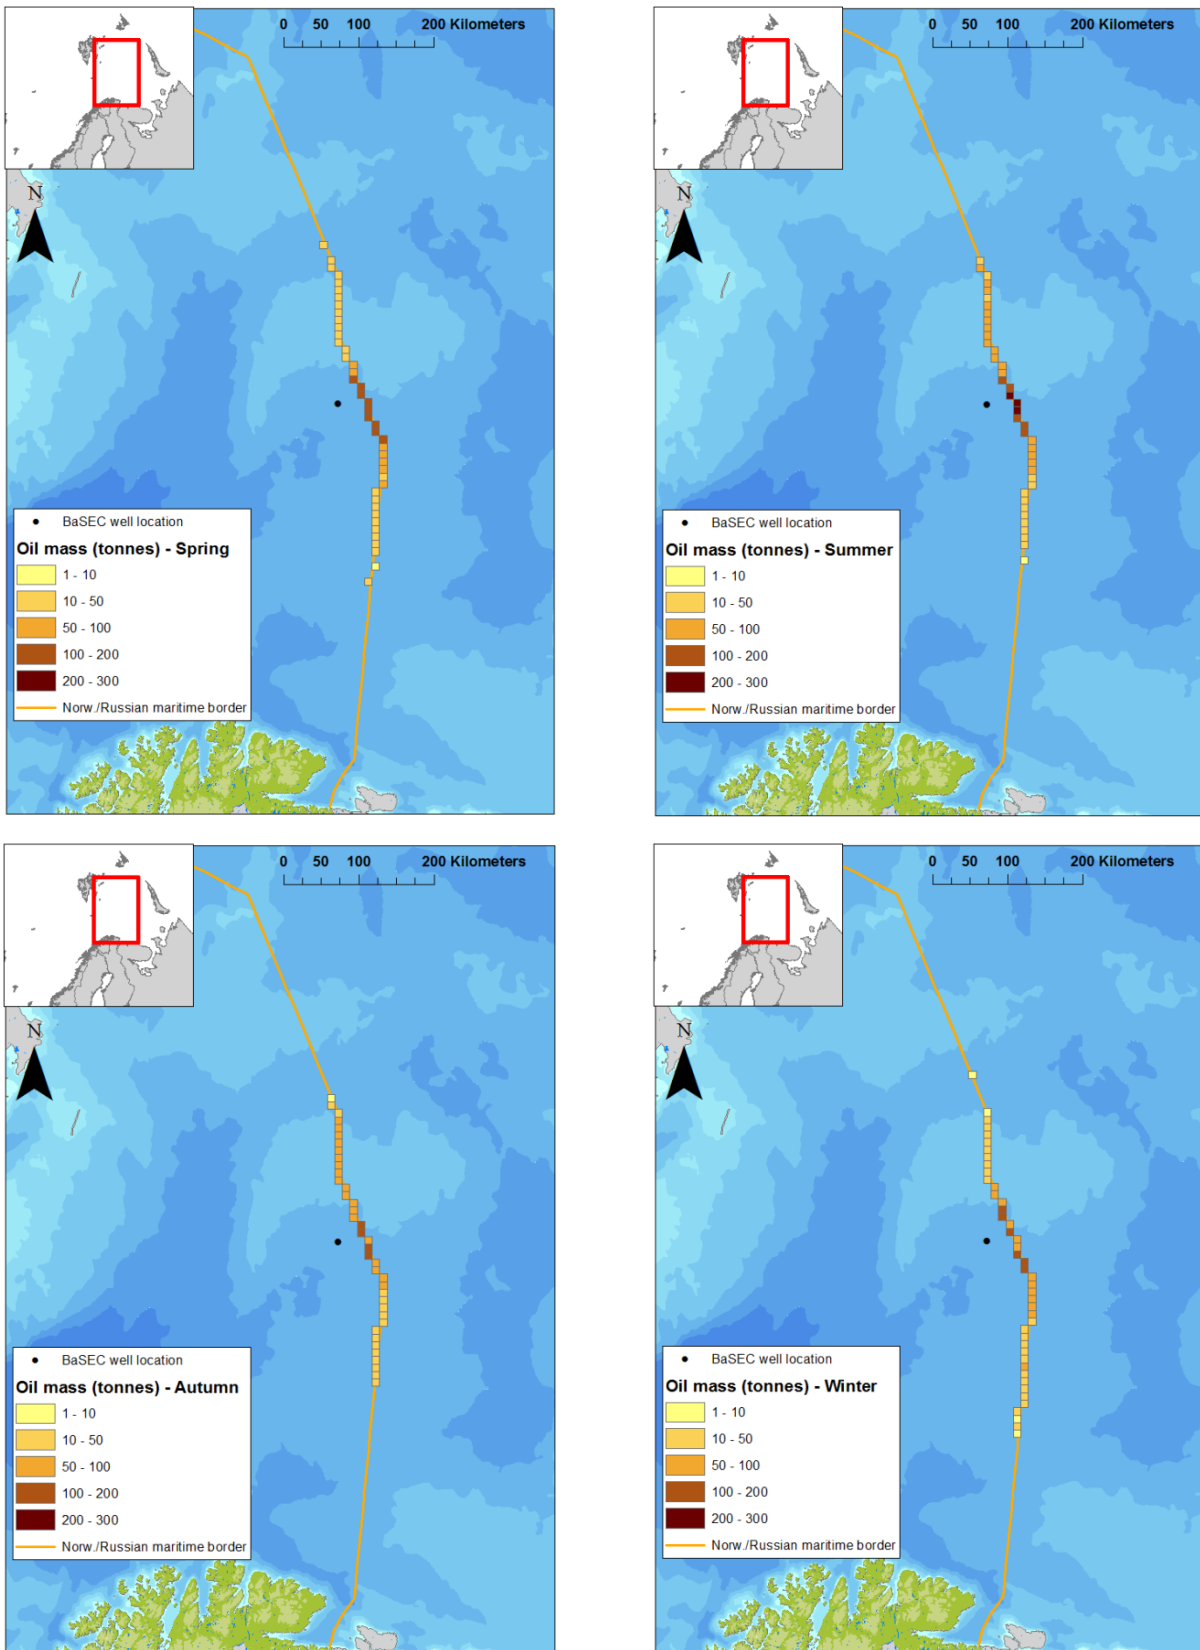 0 50 100 200 Kilometers
N
• BaSEC well location
Oil mass (tonnes) - Spring
1 - 10
10 - 50
50 - 100
100 - 200
200 - 300
Norw./Russian maritime border
0 50 100 200 Kilometers
N
• BaSEC well location
Oil mass (tonnes) - Summer
1 - 10
10 - 50
50 - 100
100 - 200
200 - 300
Norw./Russian maritime border
0 50 100 200 Kilometers
N
• BaSEC well location
Oil mass (tonnes) - Autumn
1 - 10
10 - 50
50 - 100
100 - 200
200 - 300
Norw./Russian maritime border
0 50 100 200 Kilometers
N
• BaSEC well location
Oil mass (tonnes) - Winter
1 - 10
10 - 50
50 - 100
100 - 200
200 - 300
Norw./Russian maritime border